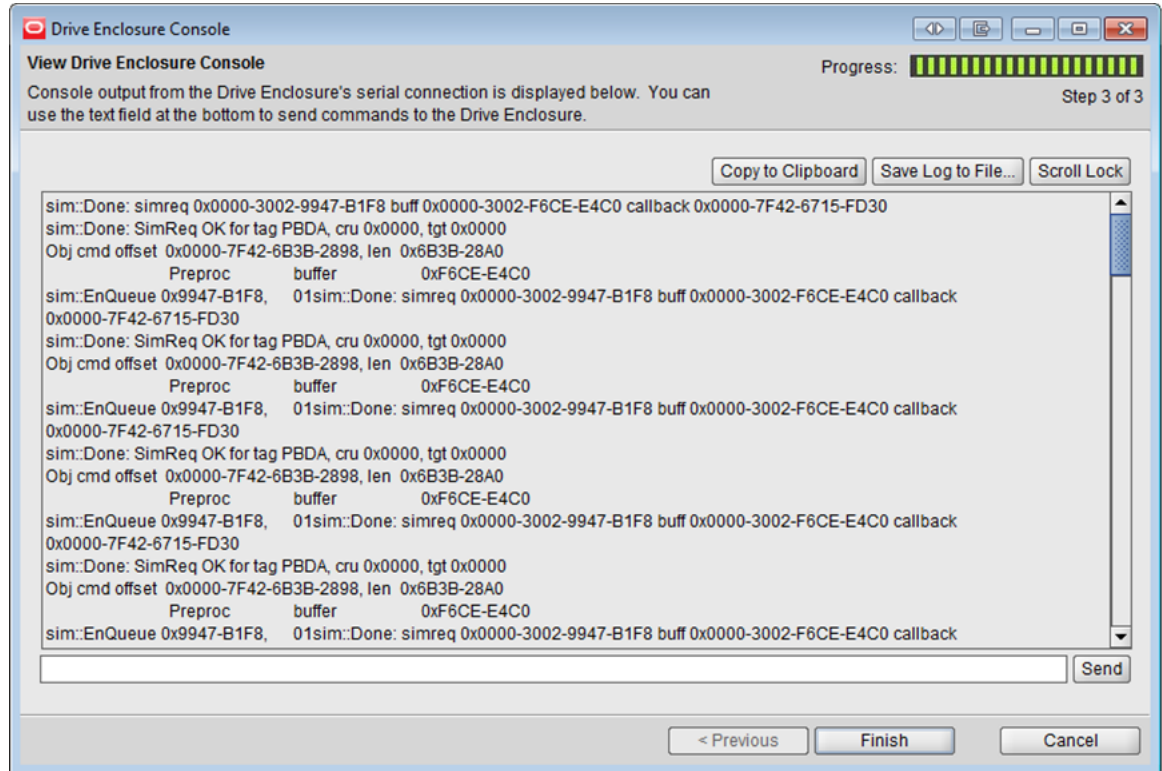 Drive Enclosure Console
View Drive Enclosure Console
Progress:
Console output from the Drive Enclosure's serial connection is displayed below. You can
use the text field at the bottom to send commands to the Drive Enclosure.
Step 3 of 3
Copy to Clipboard Save Log to File... Scroll Lock
sim::Done: simreq 0x0000-3002-9947-B1F8 buff 0x0000-3002-F6CE-E4C0 callback 0x0000-7F42-6715-FD30
sim::Done: SimReq OK for tag PBDA, cru 0x0000, tgt 0x0000
Obj cmd offset 0x0000-7F42-6B3B-2898, len 0x6B3B-28A0
Preproc buffer 0xF6CE-E4C0
sim::EnQueue 0x9947-B1F8, 01sim::Done: simreq 0x0000-3002-9947-B1F8 buff 0x0000-3002-F6CE-E4C0 callback
0x0000-7F42-6715-FD30
sim::Done: SimReq OK for tag PBDA, cru 0x0000, tgt 0x0000
Obj cmd offset 0x0000-7F42-6B3B-2898, len 0x6B3B-28A0
Preproc buffer 0xF6CE-E4C0
sim::EnQueue 0x9947-B1F8, 01sim::Done: simreq 0x0000-3002-9947-B1F8 buff 0x0000-3002-F6CE-E4C0 callback
0x0000-7F42-6715-FD30
sim::Done: SimReq OK for tag PBDA, cru 0x0000, tgt 0x0000
Obj cmd offset 0x0000-7F42-6B3B-2898, len 0x6B3B-28A0
Preproc buffer 0xF6CE-E4C0
sim::EnQueue 0x9947-B1F8, 01sim::Done: simreq 0x0000-3002-9947-B1F8 buff 0x0000-3002-F6CE-E4C0 callback
0x0000-7F42-6715-FD30
sim::Done: SimReq OK for tag PBDA, cru 0x0000, tgt 0x0000
Obj cmd offset 0x0000-7F42-6B3B-2898, len 0x6B3B-28A0
Preproc buffer 0xF6CE-E4C0
sim::EnQueue 0x9947-B1F8, 01sim::Done: simreq 0x0000-3002-9947-B1F8 buff 0x0000-3002-F6CE-E4C0 callback
Send
< Previous Finish Cancel